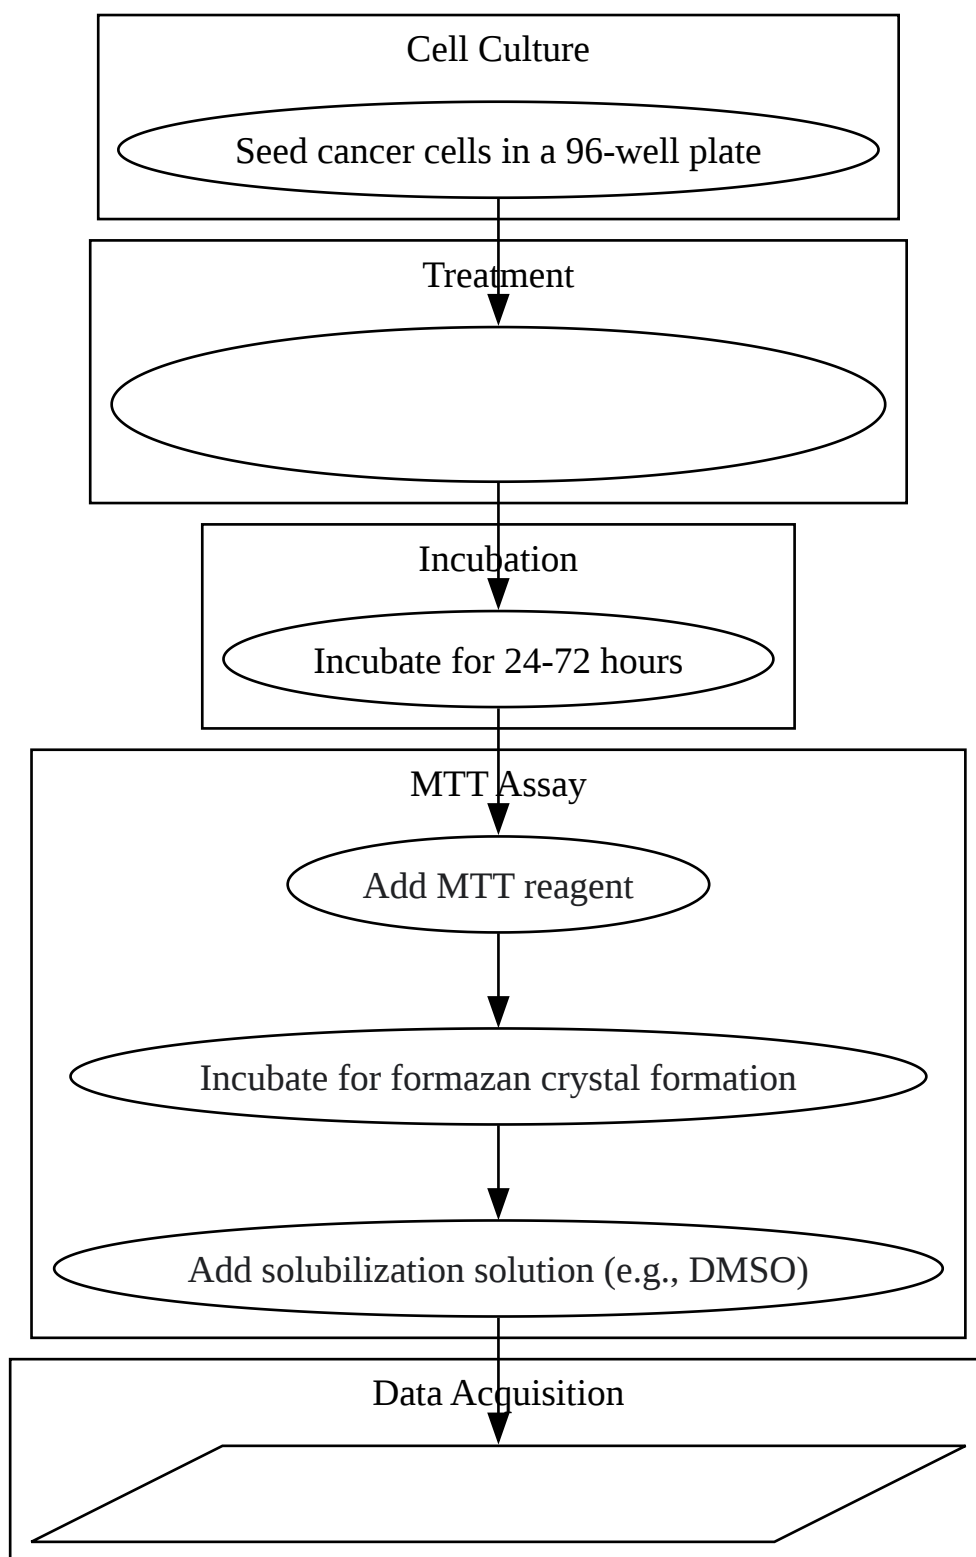 Cell Culture
Seed cancer cells in a 96-well plate
Treatment
Incubation
Incubate for 24-72 hours
MTT Assay
Add MTT reagent
Incubate for formazan crystal formation
Add solubilization solution (e.g., DMSO)
Data Acquisition